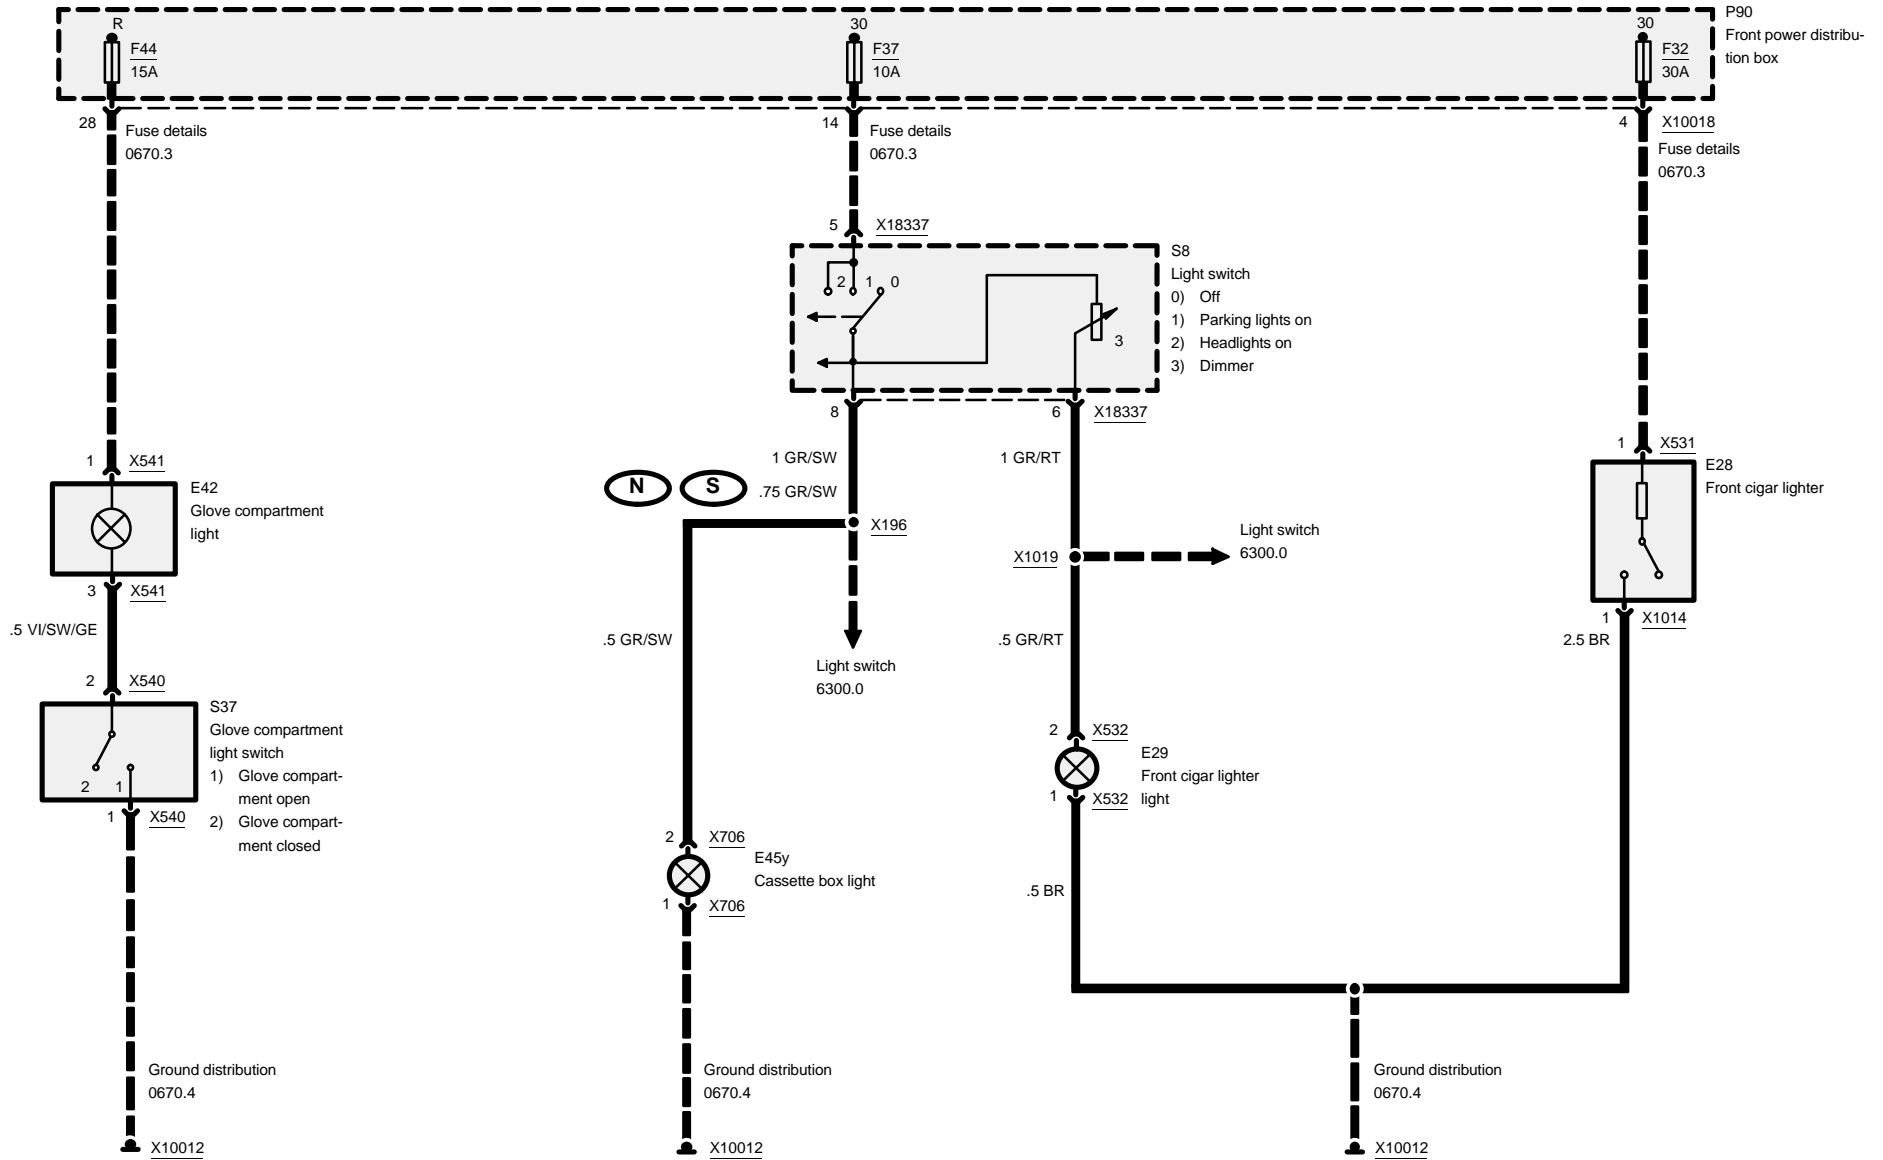 R
30
30
P90
Front power distribu-
tion box
F44
15A
F37
10A
F32
30A
28
Fuse details
0670.3
14
Fuse details
0670.3
4
X10018
Fuse details
0670.3
5
X18337
2
1
0
3
S8
Light switch
0) Off
1) Parking lights on
2) Headlights on
3) Dimmer
8
6
X18337
1 GR/SW
N
S
.75 GR/SW
X196
1 GR/RT
1
X541
E42
Glove compartment
light
3
X541
.5 VI/SW/GE
2
X540
S37
Glove compartment
light switch
1) Glove compart-
ment open
2) Glove compart-
ment closed
2
1
1
X540
Ground distribution
0670.4
X10012
.5 GR/SW
Light switch
6300.0
2
X706
E45y
Cassette box light
1
X706
Ground distribution
0670.4
X10012
X1019
Light switch
6300.0
.5 GR/RT
2
X532
E29
Front cigar lighter
light
1
X532
.5 BR
1
X531
E28
Front cigar lighter
1
X1014
2.5 BR
Ground distribution
0670.4
X10012